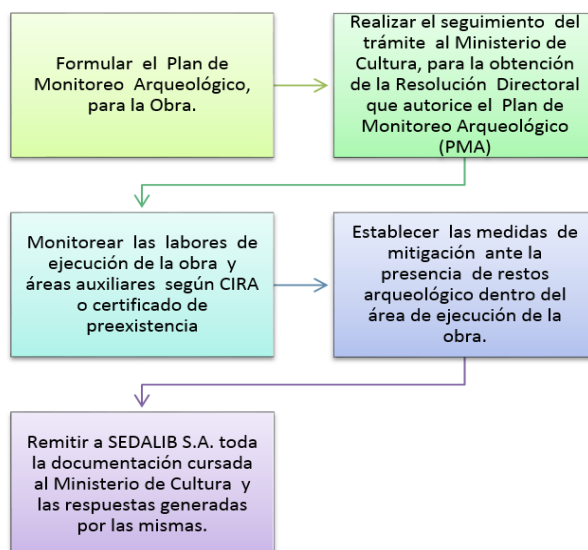 Formular el Plan de
Monitoreo Arqueológico,
para la Obra.
Realizar el seguimiento del
trámite al Ministerio de
Cultura, para la obtención
de la Resolución Directoral
que autorice el Plan de
Monitoreo Arqueológico
(PMA)
Monitorear las labores de
ejecución de la obra y
áreas auxiliares según CIRA
o certificado de
preexistencia
Establecer las medidas de
mitigación ante la
presencia de restos
arqueológico dentro del
área de ejecución de la
obra.
Remitir a SEDALIB S.A. toda
la documentación cursada
al Ministerio de Cultura y
las respuestas generadas
por las mismas.